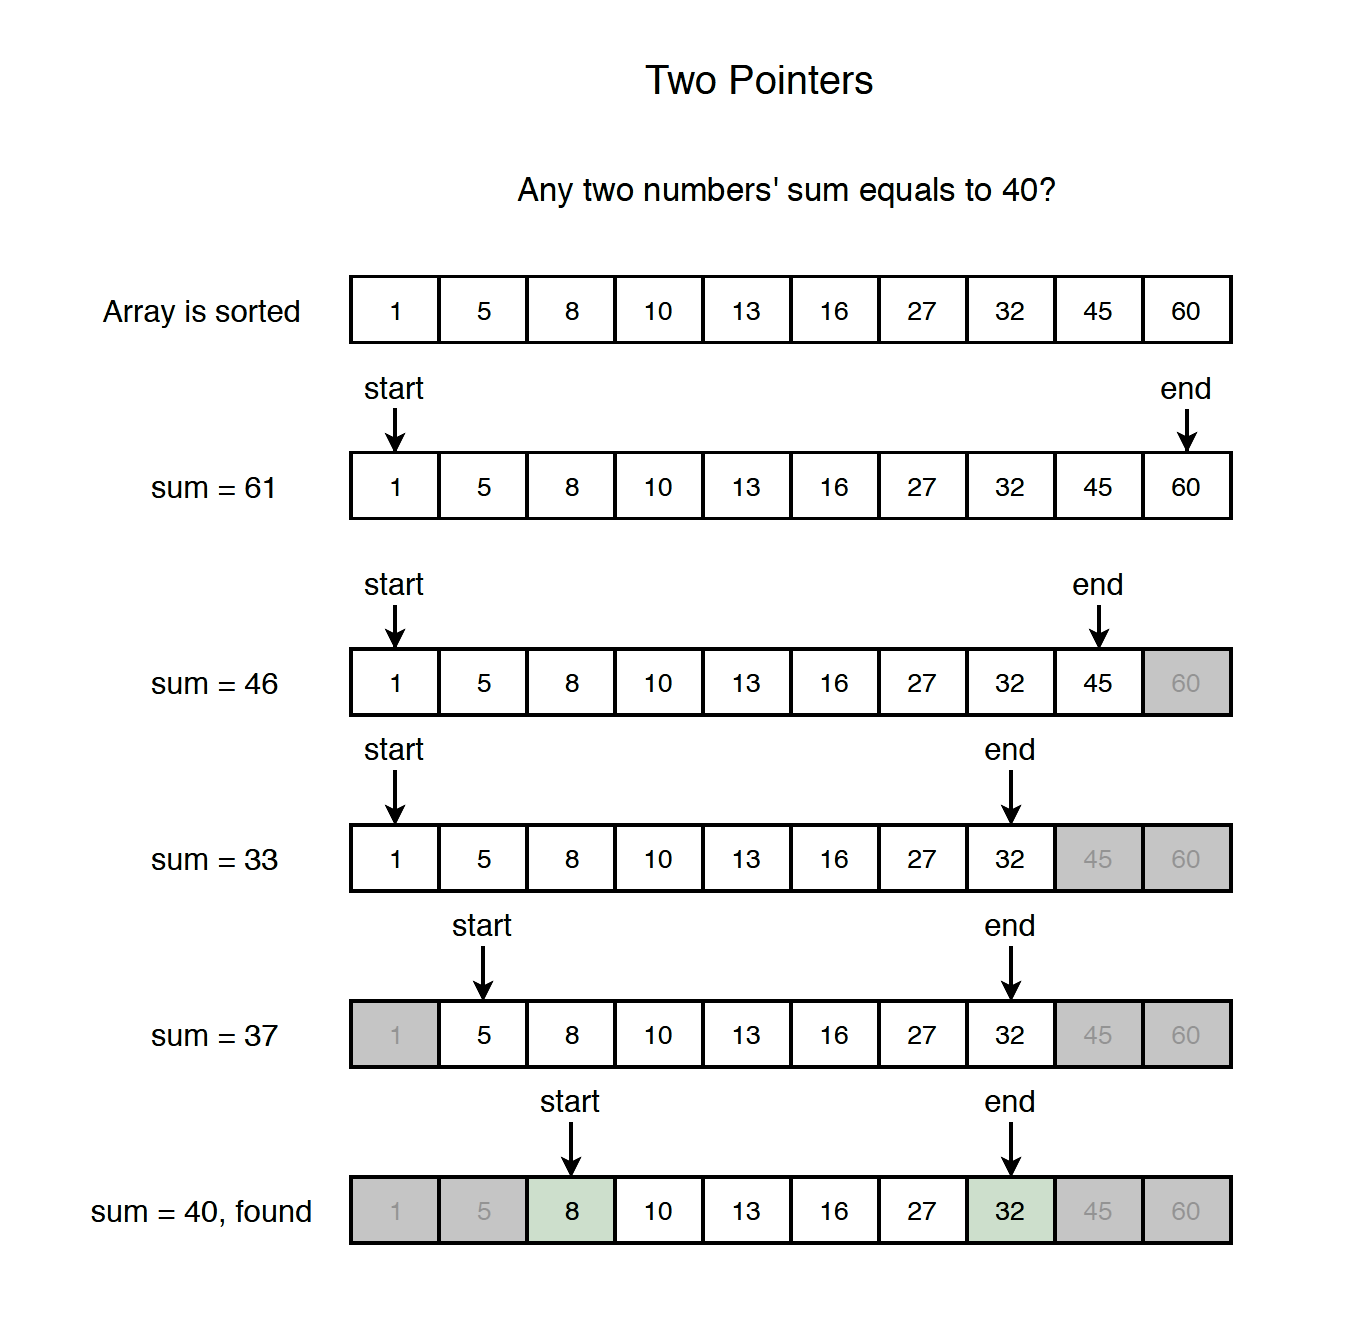 Two Pointers
Any two numbers' sum equals to 40?
Array is sorted 1 5 8 10 13 16 27 32 45 60
start end
sum = 61 1 5 8 10 13 16 27 32 45 60
start end
sum = 46 1 5 8 10 13 16 27 32 45 60
start end
sum = 33 1 5 8 10 13 16 27 32 45 60
start end
sum = 37 1 5 8 10 13 16 27 32 45 60
start end
sum = 40, found 1 5 8 10 13 16 27 32 45 60